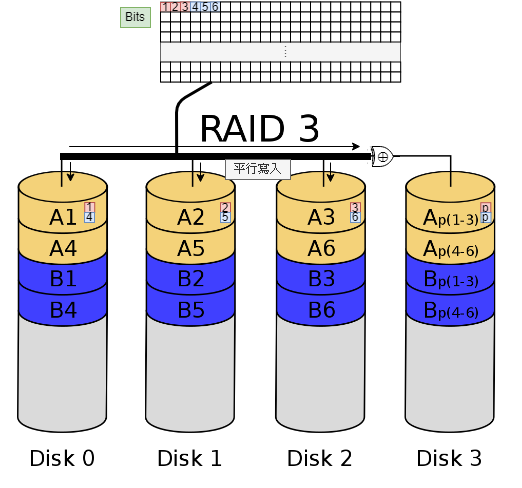 Bits
1 2 3 4 5 6
⋮
RAID 3
平行寫入
A1 1 4 A2 2 5 A3 3 6 Ap(1-3) p p
A4 A5 A6 Ap(4-6)
B1 B2 B3 Bp(1-3)
B4 B5 B6 Bp(4-6)
Disk 0 Disk 1 Disk 2 Disk 3